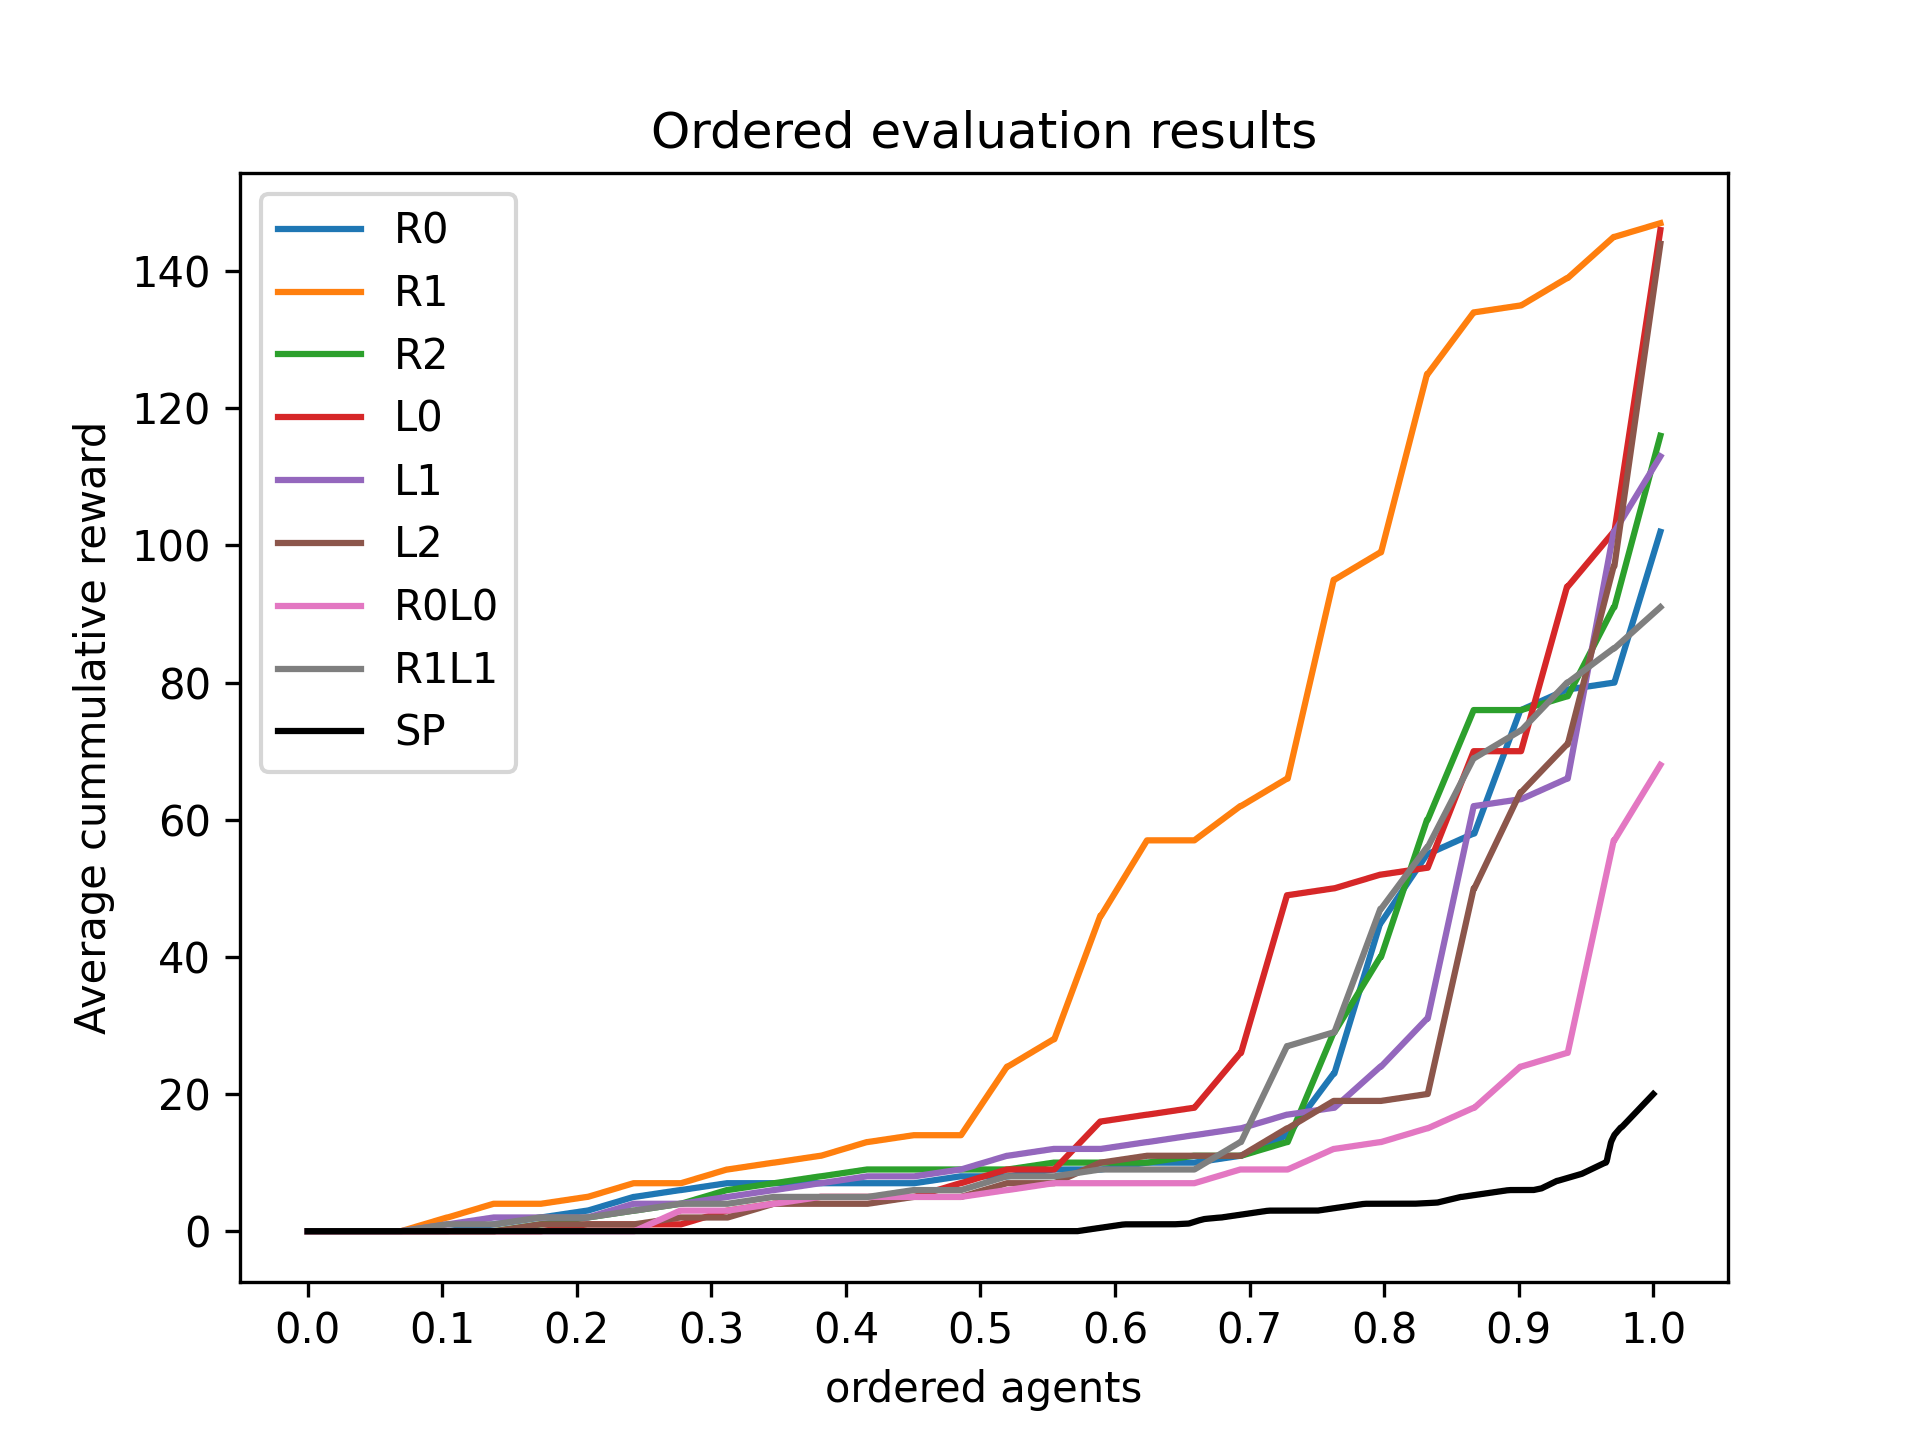 Ordered evaluation results
R0
R1
R2
L0
L1
L2
R0L0
R1L1
SP
Average cummulative reward
140
120
100
80
60
40
20
0
0.0 0.1 0.2 0.3 0.4 0.5 0.6 0.7 0.8 0.9 1.0
ordered agents